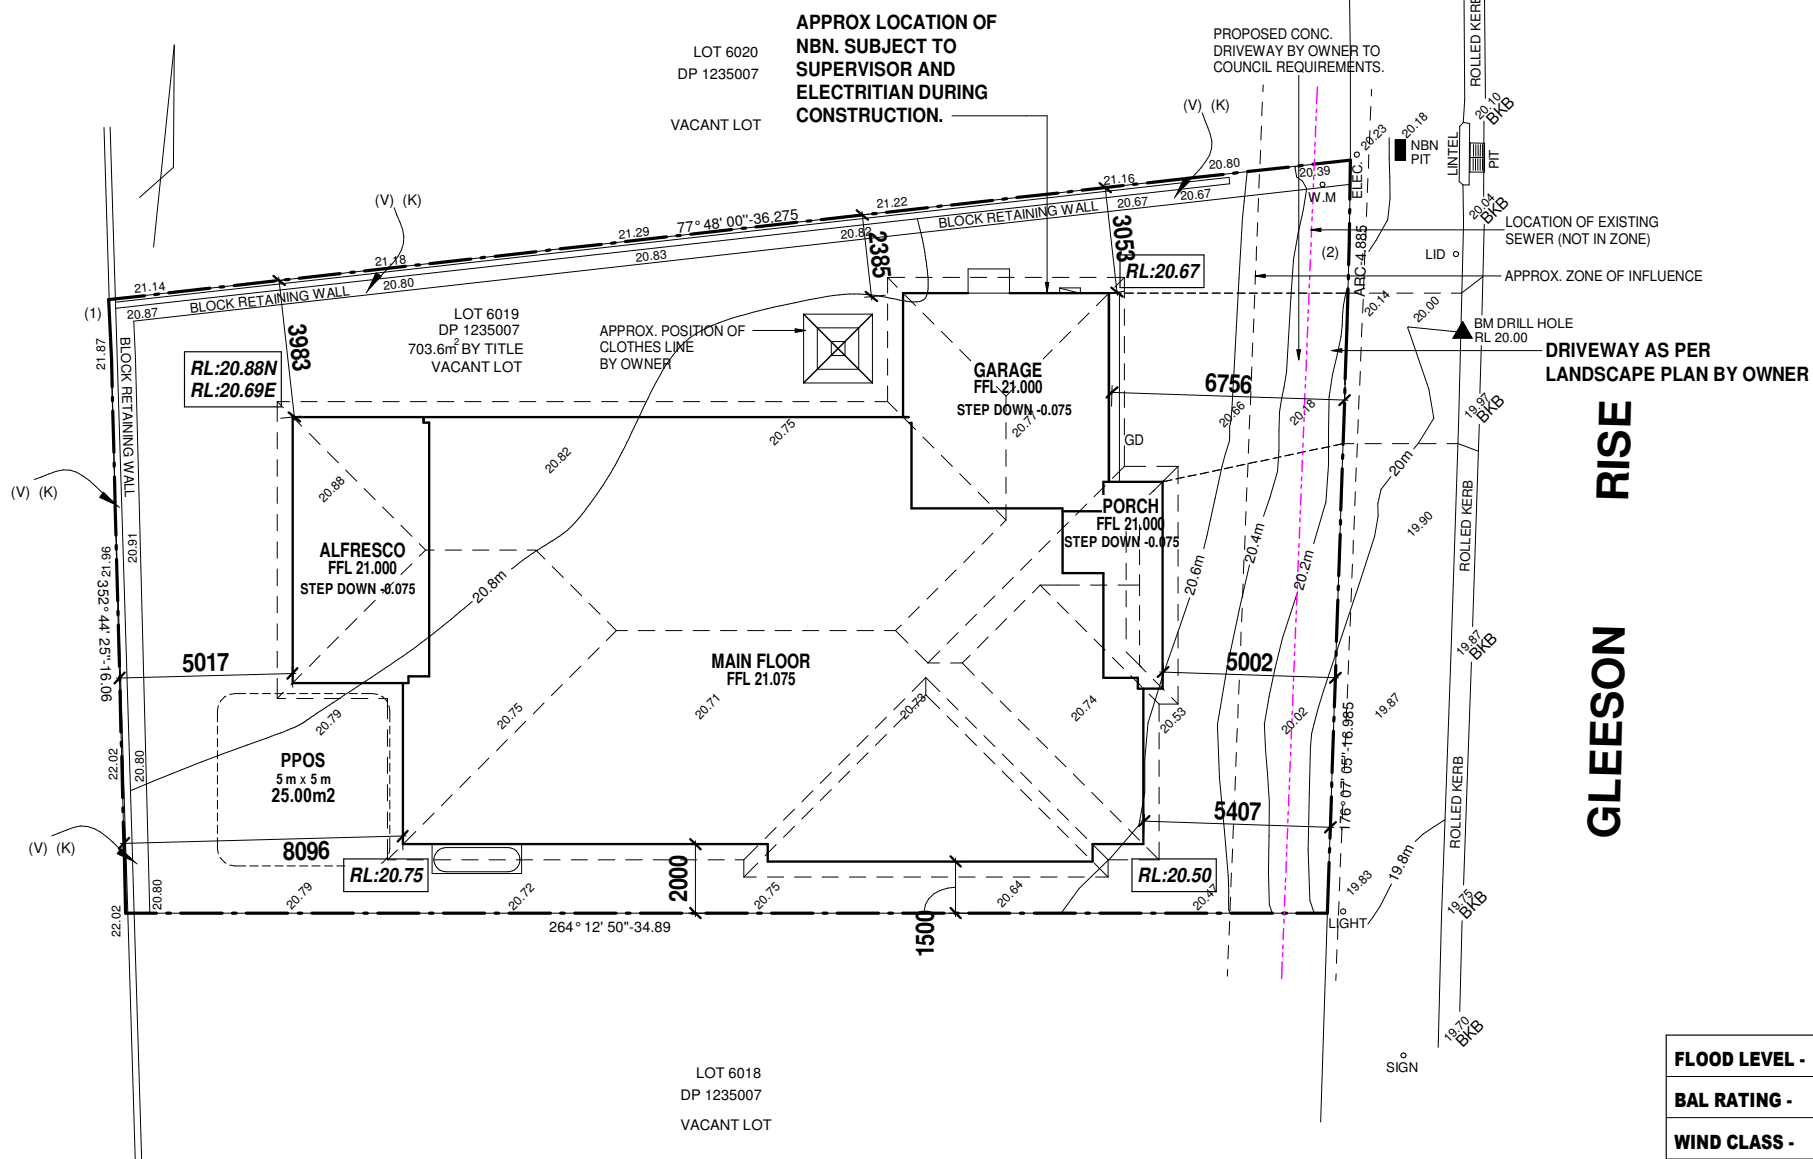 LOT 6020
DP 1235007
VACANT LOT
APPROX LOCATION OF
NBN. SUBJECT TO
SUPERVISOR AND
ELECTRITIAN DURING
CONSTRUCTION.
PROPOSED CONC.
DRIVEWAY BY OWNER TO
COUNCIL REQUIREMENTS.
(V) (K)
ROLLED KERB
20.10
BKB
20.18
20.23
NBN
PIT
LINTEL
PIT
ELEC.
20.80
20.39
W.M
20.04
BKB
21.16
20.67
20.67
(V) (K)
21.22
77° 48' 00"-36.275
BLOCK RETAINING WALL
21.29
20.82
20.83
21.18
20.80
21.14
BLOCK RETAINING WALL
20.87
(1)
2385
3053
RL:20.67
(2)
ARC-4.885
LID
LOCATION OF EXISTING
SEWER (NOT IN ZONE)
APPROX. ZONE OF INFLUENCE
20.14
20.00
BM DRILL HOLE
RL 20.00
DRIVEWAY AS PER
LANDSCAPE PLAN BY OWNER
21.87
BLOCK RETAINING WALL
3983
RL:20.88N
RL:20.69E
LOT 6019
DP 1235007
703.6m² BY TITLE
VACANT LOT
APPROX. POSITION OF
CLOTHES LINE
BY OWNER
GARAGE
FFL 21.000
STEP DOWN -0.075
20.77
GD
6756
20.66
20.18
19.97
BKB
20m
RISE
20.75
20.82
20.88
(V) (K)
20.91
ALFRESCO
FFL 21.000
STEP DOWN -0.075
20.8m
PORCH
FFL 21.000
STEP DOWN -0.075
20.6m
20.4m
20.2m
19.90
ROLLED KERB
96.12
352° 44' 25"-16.06
5017
MAIN FLOOR
FFL 21.075
5002
19.87
BKB
GLEESON
20.79
20.75
20.71
20.73
20.74
20.53
20.02
19.87
176° 07' 05"-16.985
22.02
20.80
PPOS
5 m x 5 m
25.00m2
ROLLED KERB
5407
(V) (K)
8096
RL:20.75
2000
RL:20.50
19.8m
19.83
20.80
20.79
20.72
20.75
20.64
20.47
19.75
BKB
22.02
264° 12' 50"-34.89
1500
LIGHT
19.70
BKB
SIGN
LOT 6018
DP 1235007
VACANT LOT
FLOOD LEVEL -
BAL RATING -
WIND CLASS -